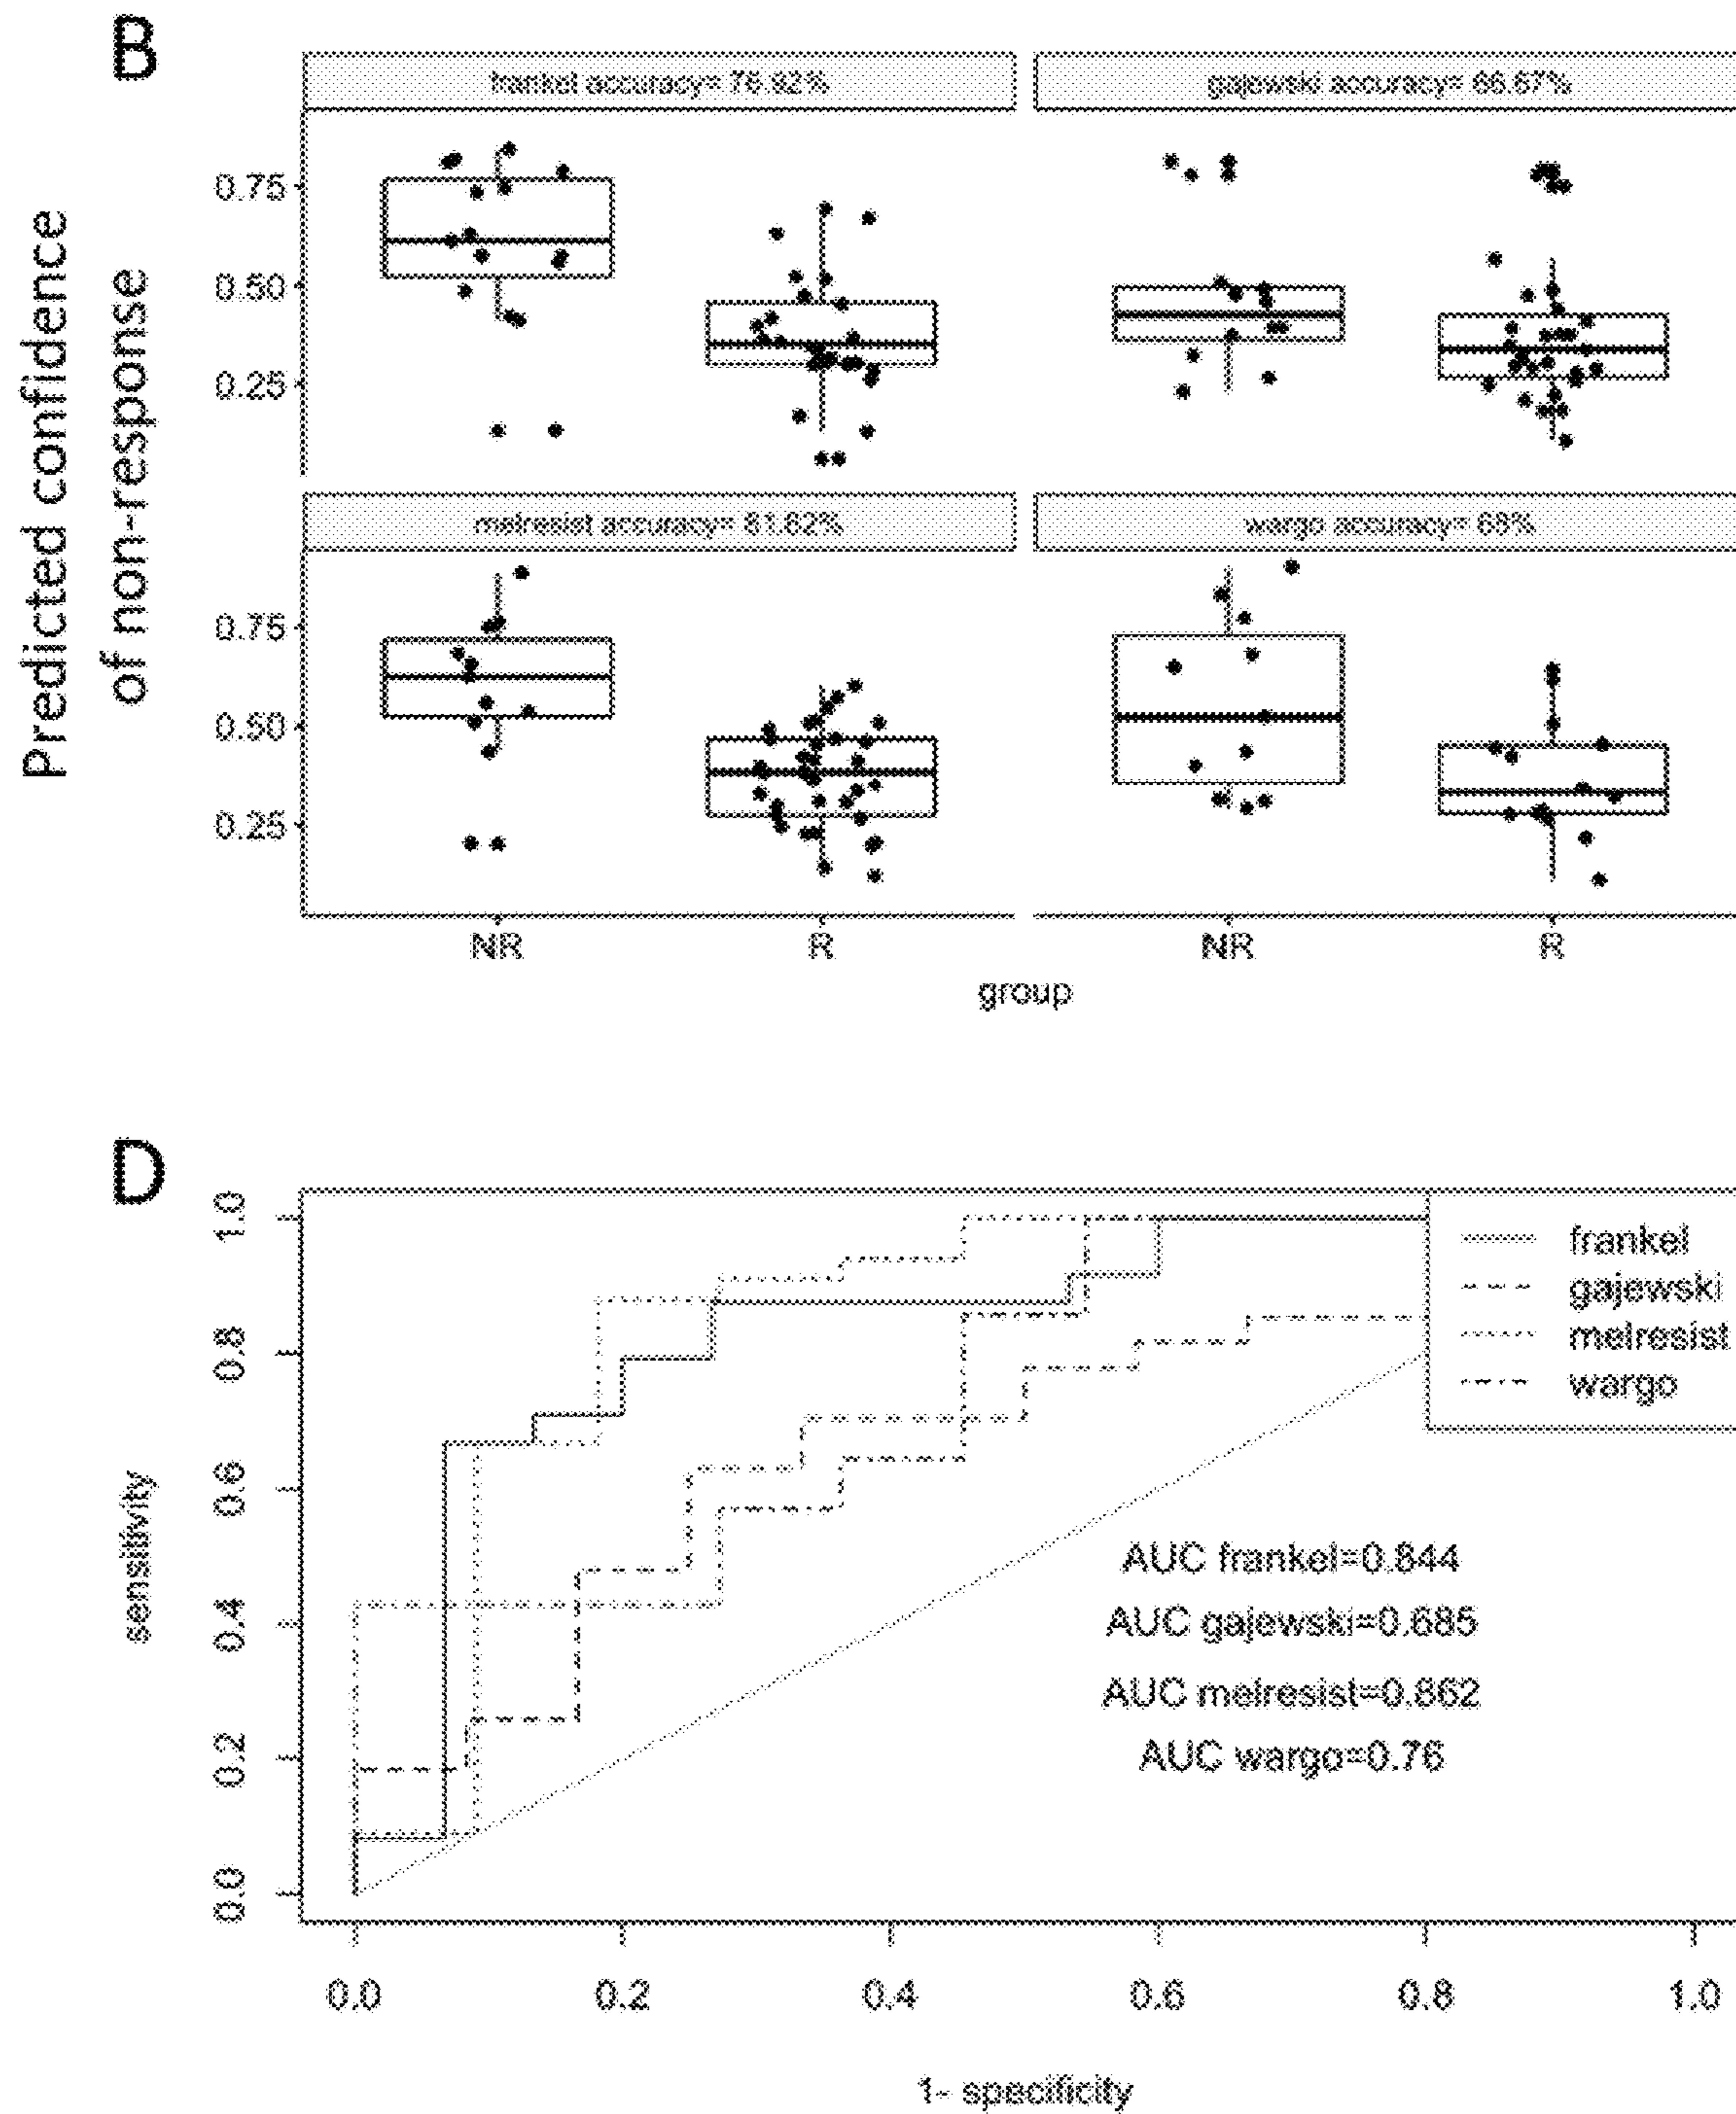 B
frankel accuracy= 76.92%
gajewski accuracy= 66.67%
Predicted confidence
of non-response
0.75
0.50
0.25
melresist accuracy= 81.82%
wargo accuracy= 68%
0.75
0.50
0.25
NR
R
NR
R
group
D
sensitivity
1.0
0.8
0.6
0.4
0.2
0.0
frankel
gajewski
melresist
wargo
AUC frankel=0.844
AUC gajewski=0.685
AUC melresist=0.862
AUC wargo=0.76
0.0
0.2
0.4
0.6
0.8
1.0
1- specificity